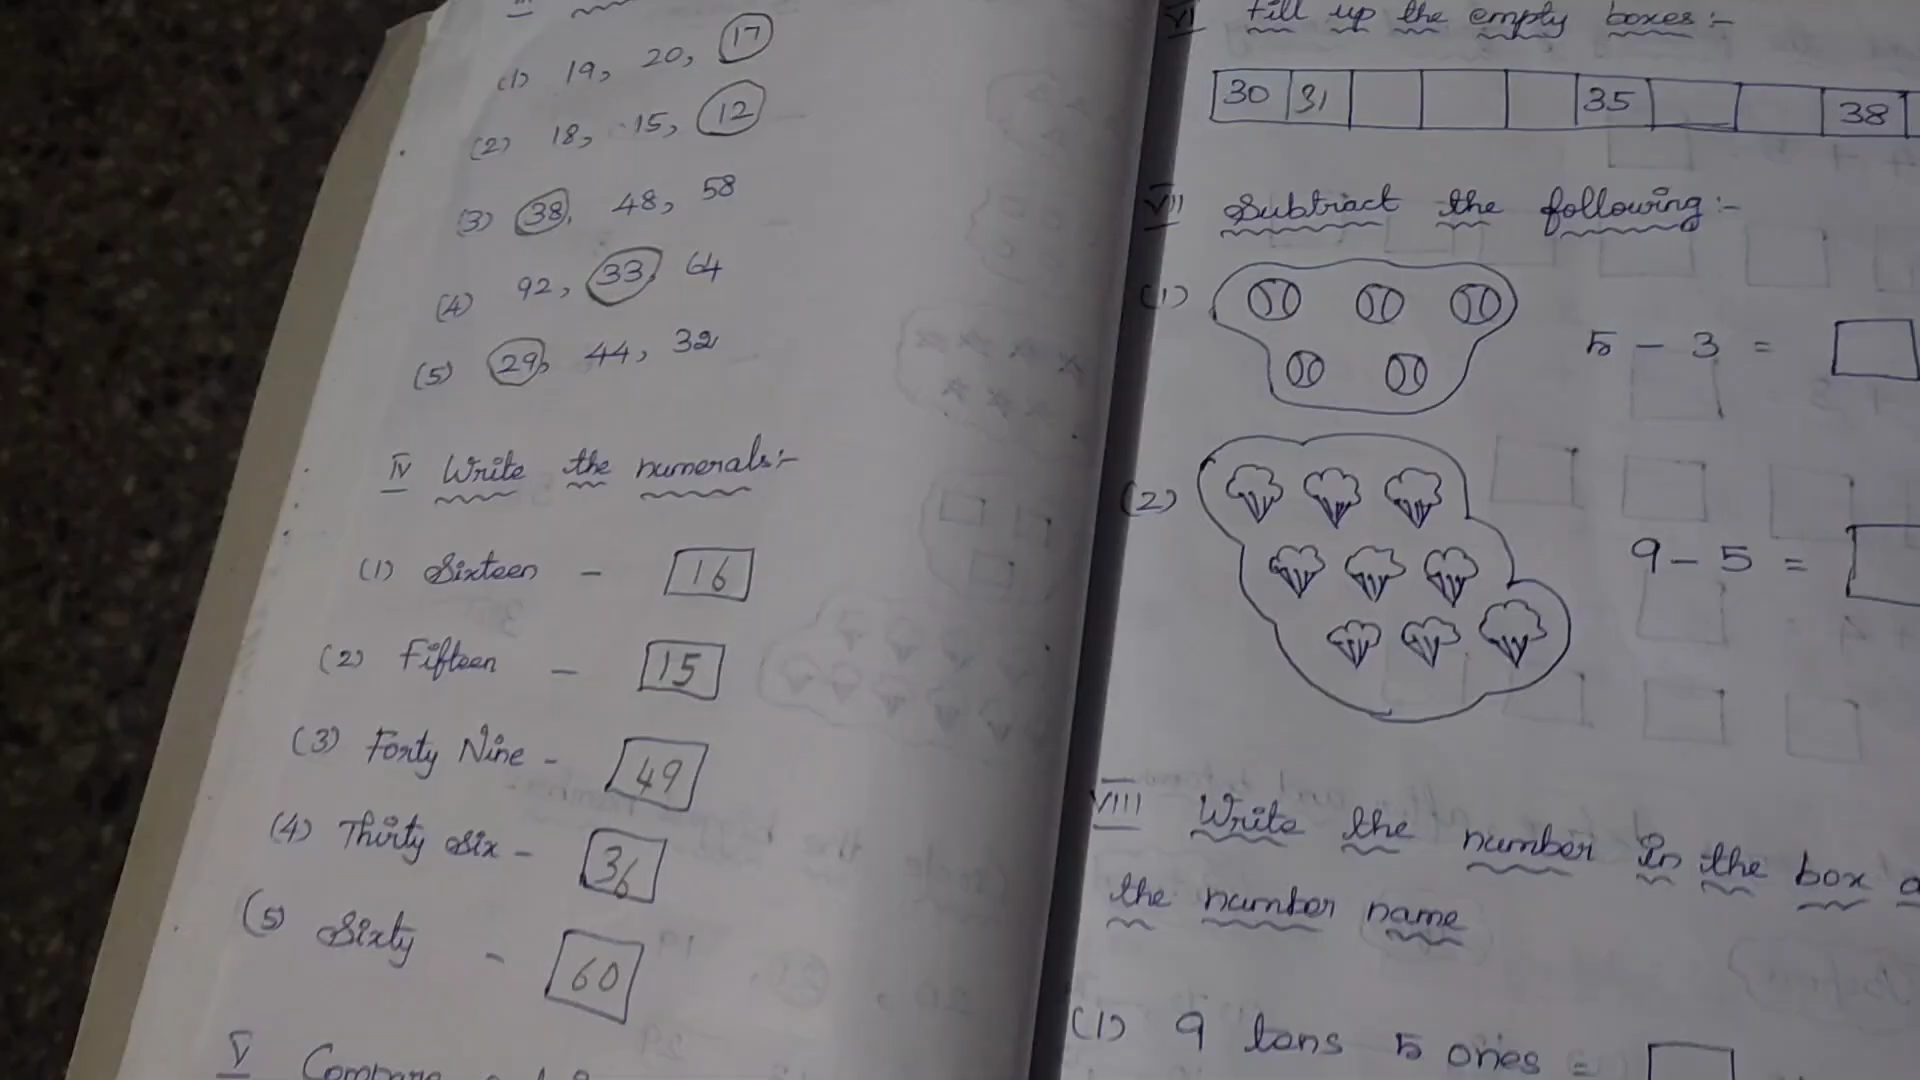 III
(1) 19, 20, 17
(2) 18, 15, 12
(3) 38, 48, 58
(4) 92, 33, 64
(5) 29, 44, 32
IV Write the numerals:-
(1) Sixteen - 16
(2) Fifteen - 15
(3) Forty Nine - 49
(4) Thirty Six - 36
(5) Sixty - 60
V Compare
VI Fill up the empty boxes:-
30 31 35 38
VII Subtract the following:-
(1) 5 - 3 =
(2) 9 - 5 =
VIII Write the number in the box
the number name
(1) 9 tens 5 ones =